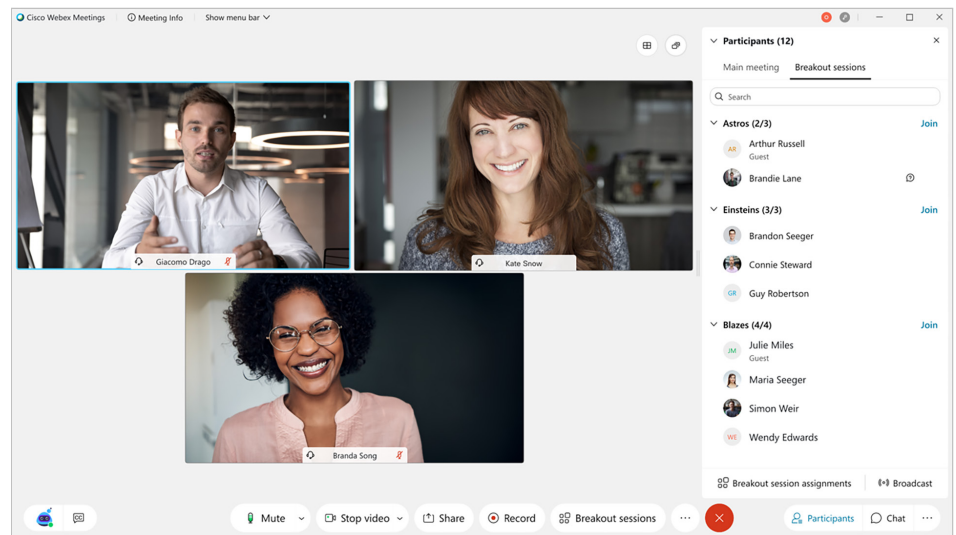 Cisco Webex Meetings
Meeting Info
Show menu bar
Participants (12)
Main meeting
Breakout sessions
Search
Astros (2/3)
Join
AR
Arthur Russell
Guest
Brandie Lane
Einsteins (3/3)
Join
Brandon Seeger
Connie Steward
GR
Guy Robertson
Blazes (4/4)
Join
JM
Julie Miles
Guest
Maria Seeger
Simon Weir
WE
Wendy Edwards
Breakout session assignments
Broadcast
Giacomo Drago
Kate Snow
Branda Song
CC
Mute
Stop video
Share
Record
Breakout sessions
Participants
Chat